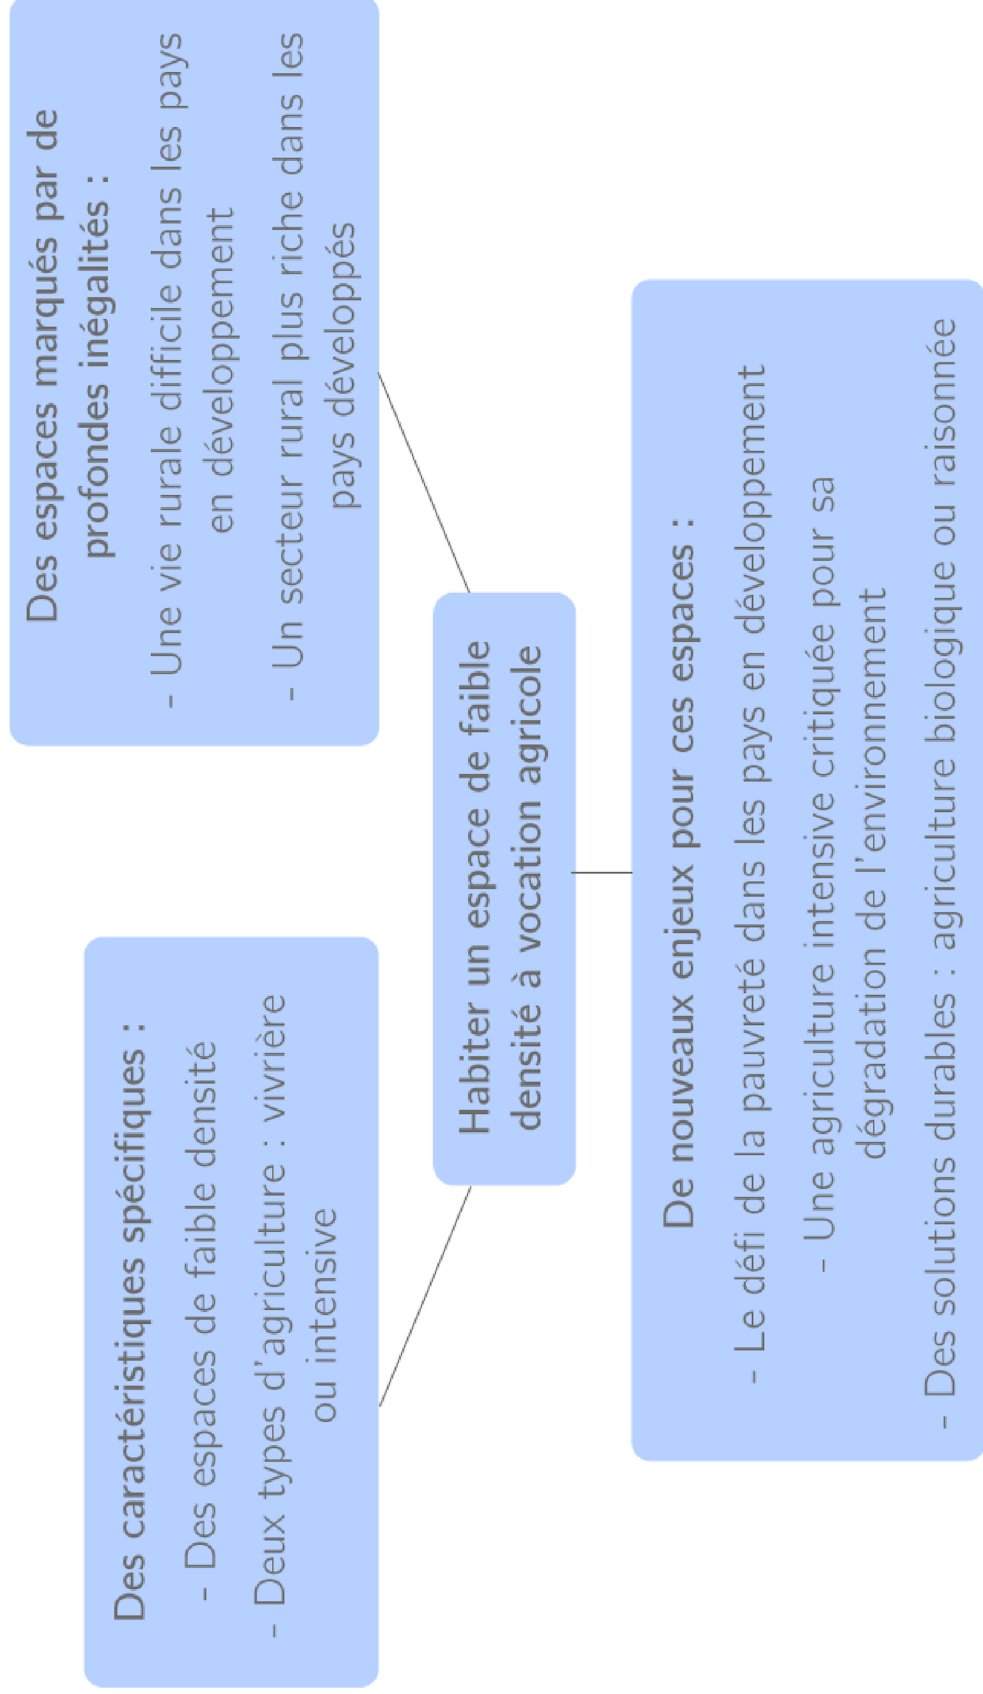 Des caractéristiques spécifiques :
- Des espaces de faible densité
- Deux types d'agriculture : vivrière
ou intensive
Des espaces marqués par de
profondes inégalités :
- Une vie rurale difficile dans les pays
en développement
- Un secteur rural plus riche dans les
pays développés
Habiter un espace de faible
densité à vocation agricole
De nouveaux enjeux pour ces espaces :
- Le défi de la pauvreté dans les pays en développement
- Une agriculture intensive critiquée pour sa
dégradation de l'environnement
- Des solutions durables : agriculture biologique ou raisonnée